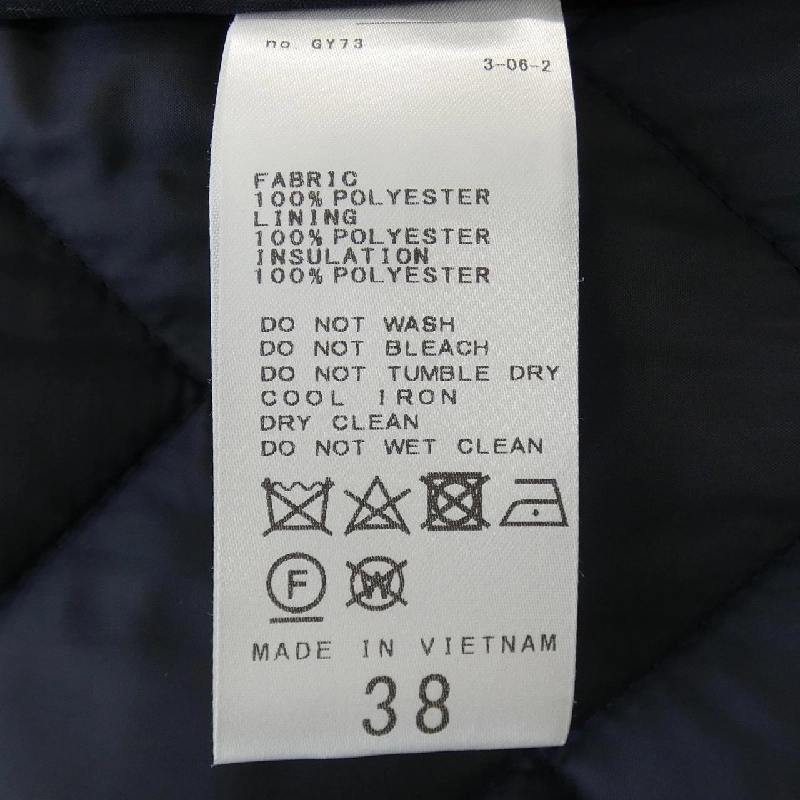 no. GY73
3-06-2
FABRIC
100% POLYESTER
LINING
100% POLYESTER
INSULATION
100% POLYESTER
DO NOT WASH
DO NOT BLEACH
DO NOT TUMBLE DRY
COOL IRON
DRY CLEAN
DO NOT WET CLEAN
F W
MADE IN VIETNAM
38